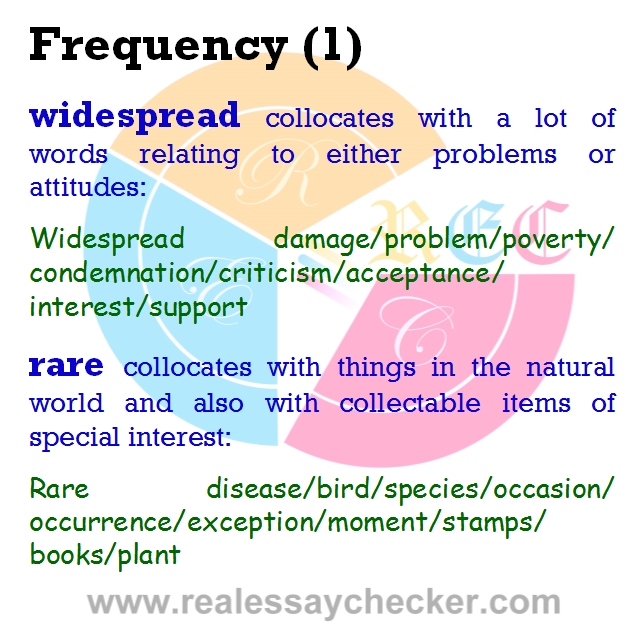 Frequency (1)
widespread collocates with a lot of
words relating to either problems or
attitudes:
R
REC
Widespread damage/problem/poverty/
condemnation/criticism/acceptance/
interest/support
C
rare collocates with things in the natural
world and also with collectable items of
special interest:
Rare disease/bird/species/occasion/
occurrence/exception/moment/stamps/
books/plant
www.realessaychecker.com